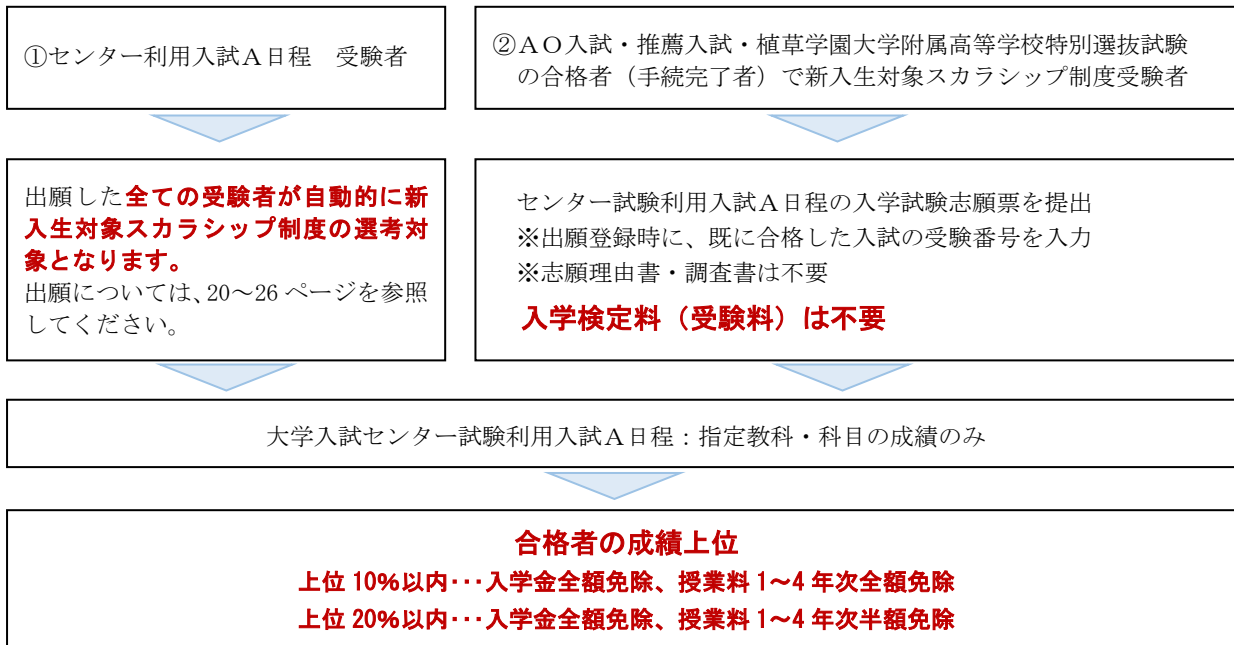 ①センター利用入試A日程　受験者
②AO入試・推薦入試・植草学園大学附属高等学校特別選抜試験
の合格者（手続完了者）で新入生対象スカラシップ制度受験者
出願した全ての受験者が自動的に新
入生対象スカラシップ制度の選考対
象となります。
出願については、20～26 ページを参照
してください。
センター試験利用入試A日程の入学試験志願票を提出
※出願登録時に、既に合格した入試の受験番号を入力
※志願理由書・調査書は不要
入学検定料（受験料）は不要
大学入試センター試験利用入試A日程：指定教科・科目の成績のみ
合格者の成績上位
上位 10%以内･･･入学金全額免除、授業料 1～4 年次全額免除
上位 20%以内･･･入学金全額免除、授業料 1～4 年次半額免除